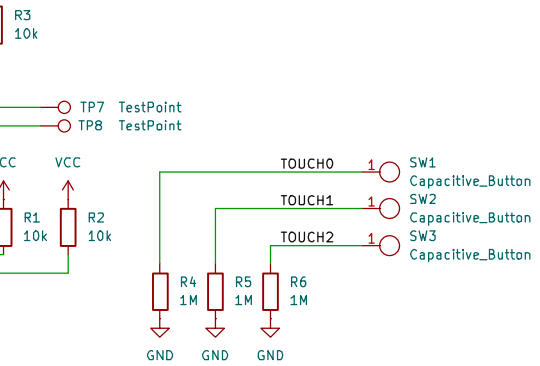 R3
10k
TP7 TestPoint
TP8 TestPoint
CC
VCC
R1
10k
R2
10k
TOUCH0
1
SW1
Capacitive_Button
TOUCH1
1
SW2
Capacitive_Button
TOUCH2
1
SW3
Capacitive_Button
R4
1M
R5
1M
R6
1M
GND
GND
GND